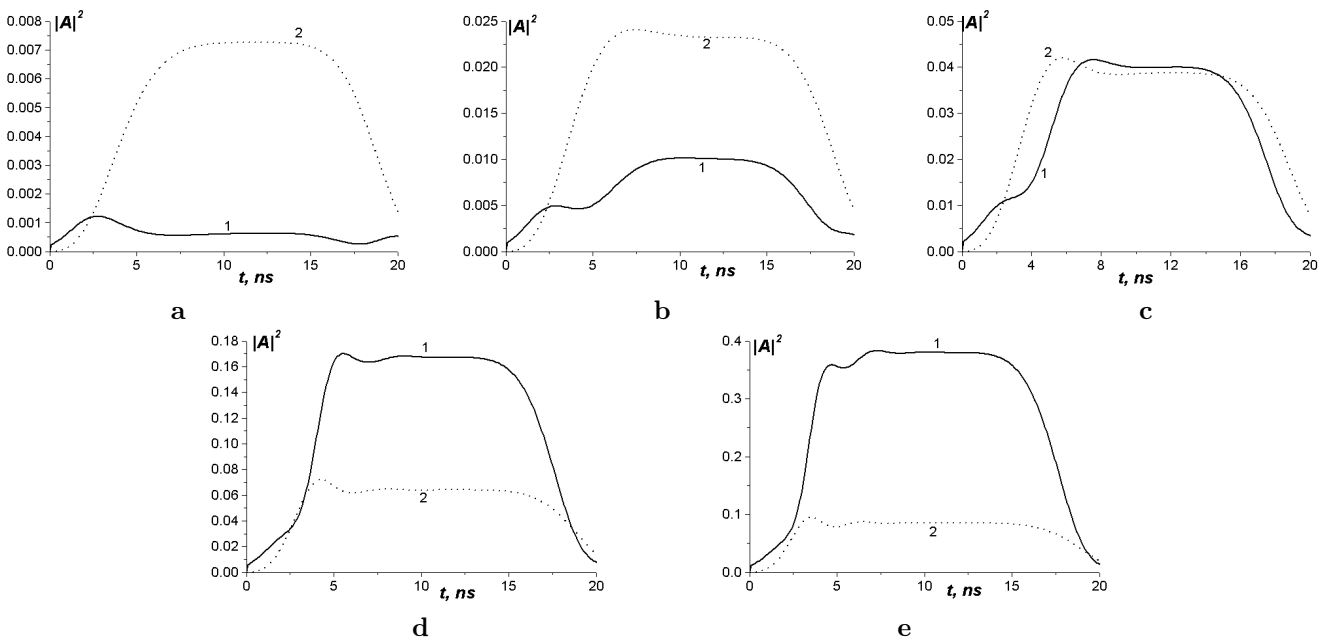 |A|²
0.008
0.007
0.006
0.005
0.004
0.003
0.002
0.001
0.000
2
1
0 5 10 15 20
t, ns
a
|A|²
0.025
0.020
0.015
0.010
0.005
0.000
2
1
0 5 10 15 20
t, ns
b
|A|²
0.05
0.04
0.03
0.02
0.01
0.00
2
1
0 4 8 12 16 20
t, ns
c
|A|²
0.18
0.16
0.14
0.12
0.10
0.08
0.06
0.04
0.02
0.00
1
2
0 5 10 15 20
t, ns
d
|A|²
0.4
0.3
0.2
0.1
0.0
1
2
0 5 10 15 20
t, ns
e